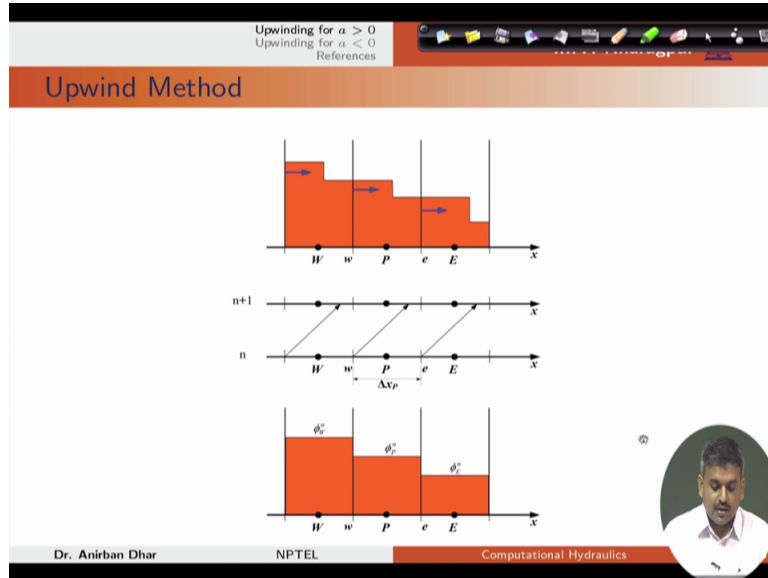 Upwinding for a > 0
Upwinding for a < 0
References
Upwind Method
W w P e E x
n+1
x
n
W w P e E x
Δx_P
ϕ_W^n
ϕ_P^n
ϕ_E^n
W w P e E x
Dr. Anirban Dhar NPTEL Computational Hydraulics